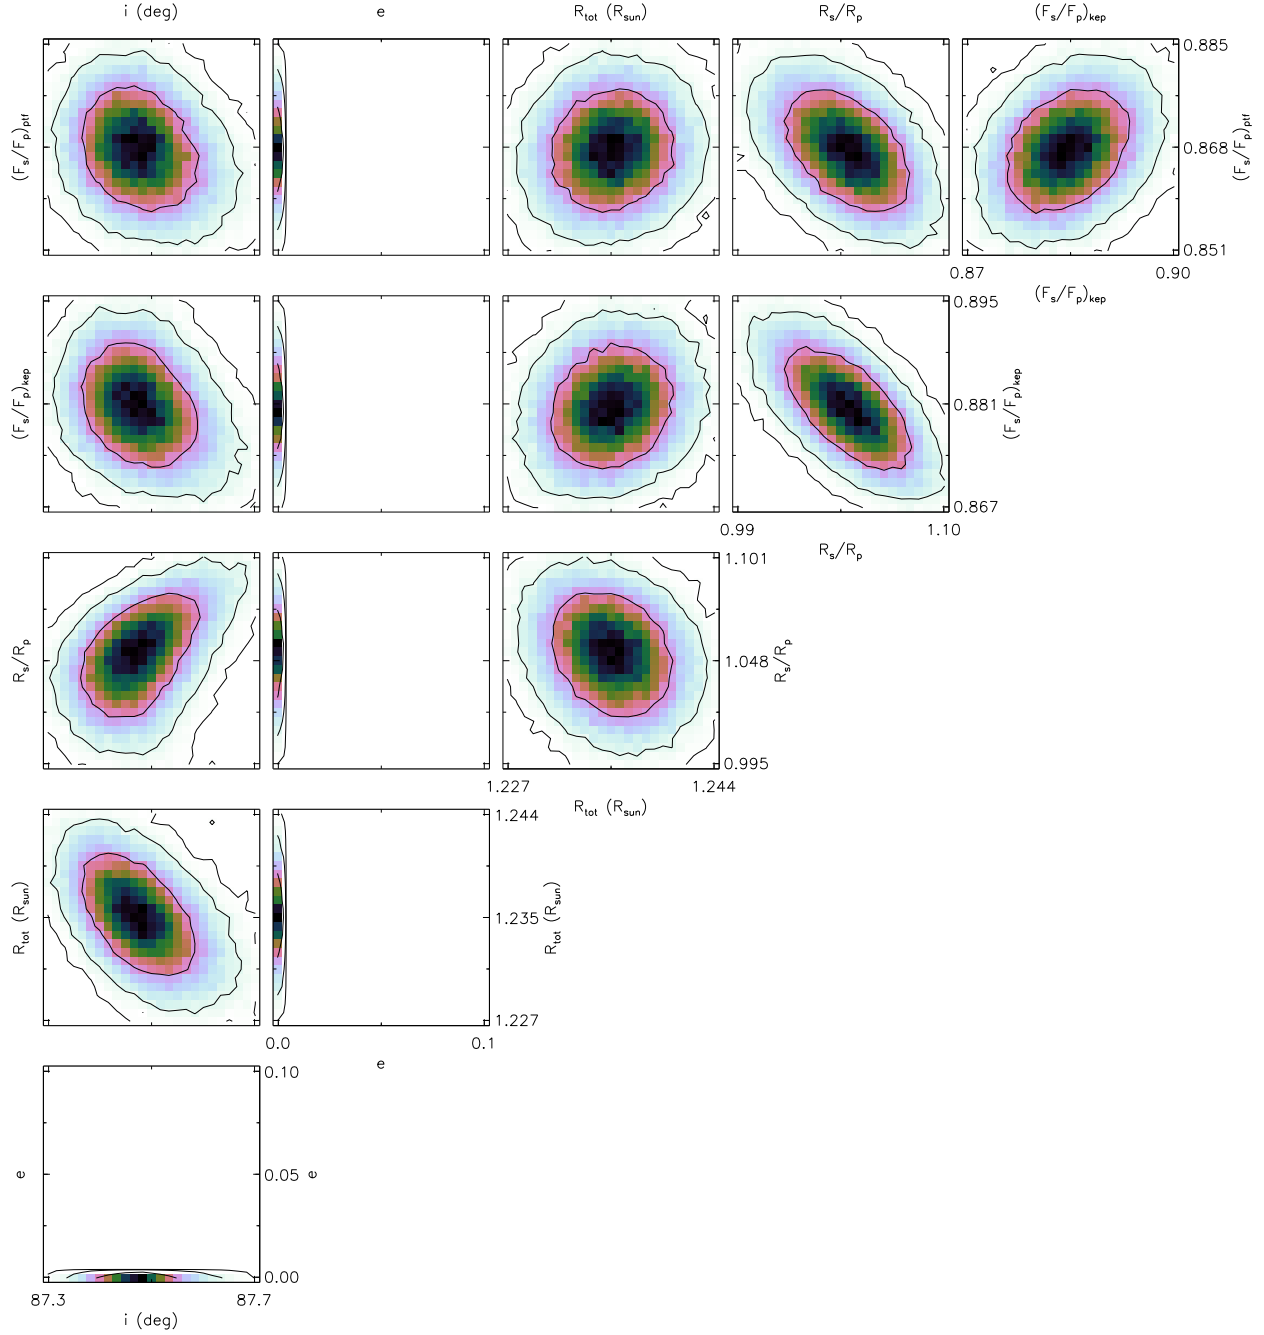 i (deg) e R_tot (R_sun) R_s/R_p (F_s/F_p)_kep
0.885
(F_s/F_p)_ptf 0.868 (F_s/F_p)_ptf
0.851
0.87 0.90
(F_s/F_p)_kep
0.895
(F_s/F_p)_kep 0.881 (F_s/F_p)_kep
0.867
0.99 1.10
R_s/R_p
1.101
R_s/R_p 1.048 R_s/R_p
0.995
1.227 1.244
R_tot (R_sun)
1.244
R_tot (R_sun) 1.235 R_tot (R_sun)
1.227
0.0 0.1
e
0.10
e 0.05 e
0.00
87.3 87.7
i (deg)